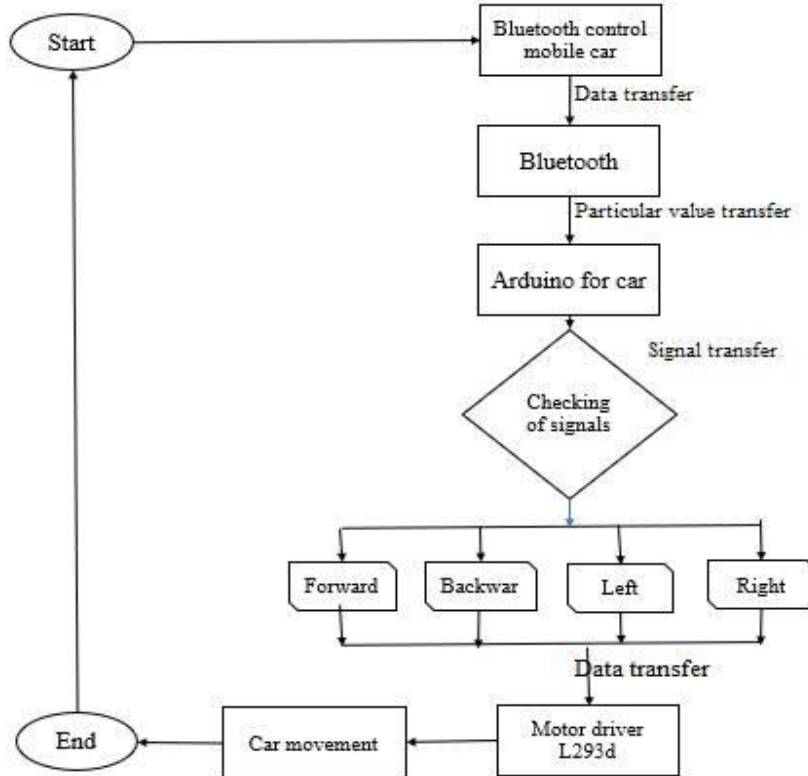 Start
Bluetooth control
mobile car
Data transfer
Bluetooth
Particular value transfer
Arduino for car
Signal transfer
Checking
of signals
Forward
Backwar
Left
Right
Data transfer
Motor driver
L293d
Car movement
End